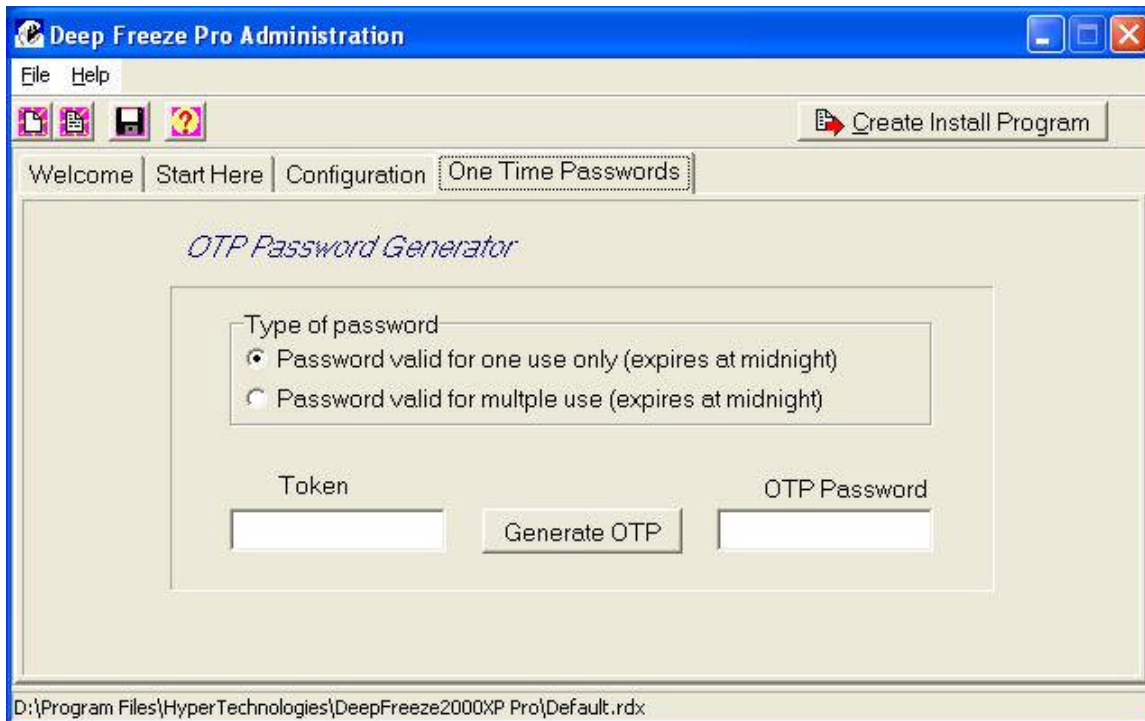 Deep Freeze Pro Administration
File Help
Create Install Program
Welcome Start Here Configuration One Time Passwords
OTP Password Generator
Type of password
Password valid for one use only (expires at midnight)
Password valid for multple use (expires at midnight)
Token
OTP Password
Generate OTP
D:\Program Files\HyperTechnologies\DeepFreeze2000XP Pro\Default.rdx